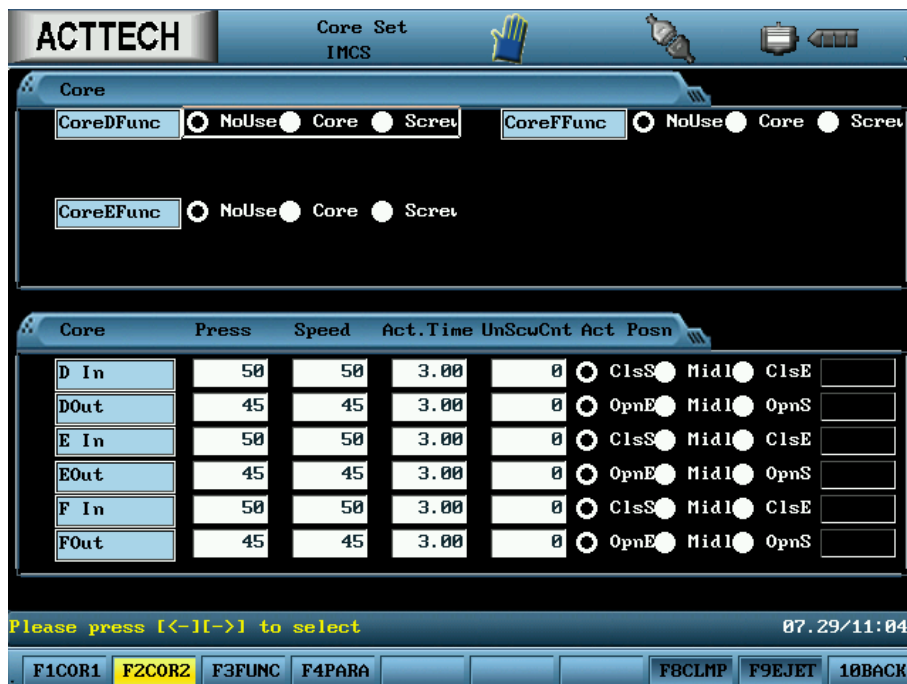 ACTTECH
Core Set
IMCS
Core
CoreDFunc NoUse Core Screw CoreFFunc NoUse Core Screw
CoreEFunc NoUse Core Screw
Core Press Speed Act.Time UnScwCnt Act Posn
D In 50 50 3.00 0 ClsS Midl ClsE
DOut 45 45 3.00 0 OpnE Midl OpnS
E In 50 50 3.00 0 ClsS Midl ClsE
EOut 45 45 3.00 0 OpnE Midl OpnS
F In 50 50 3.00 0 ClsS Midl ClsE
FOut 45 45 3.00 0 OpnE Midl OpnS
Please press [<-][->] to select 07.29/11:04
F1COR1 F2COR2 F3FUNC F4PARA F8CLMP F9EJET 10BACK